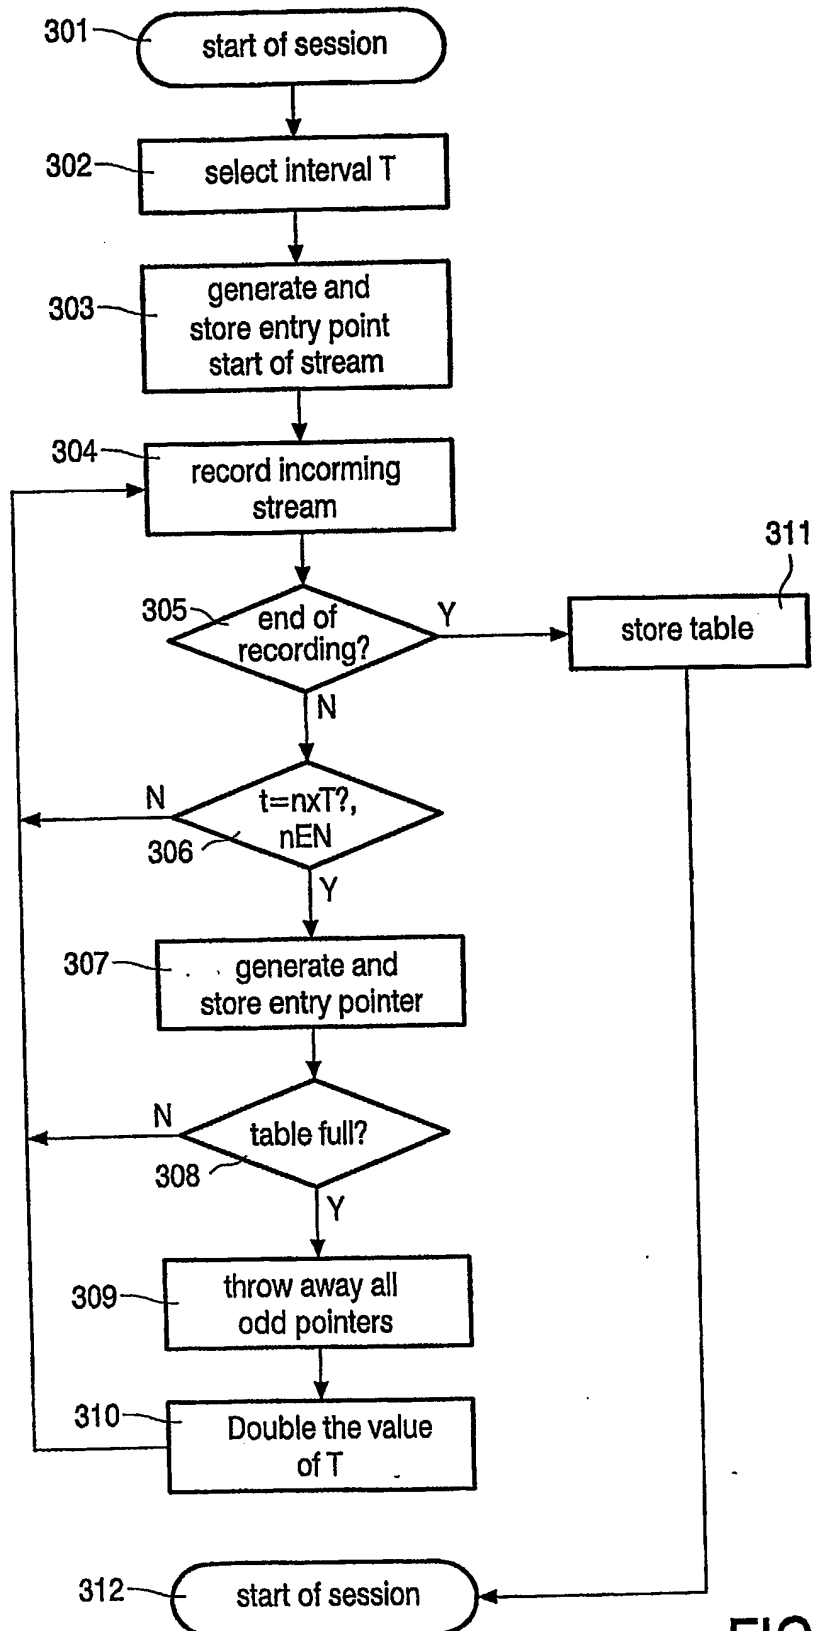 301
start of session
302
select interval T
303
generate and
store entry point
start of stream
304
record incorming
stream
305
end of
recording?
Y
311
store table
N
N
t=nxT?,
nEN
306
Y
307
generate and
store entry pointer
N
table full?
308
Y
309
throw away all
odd pointers
310
Double the value
of T
312
start of session
FIG